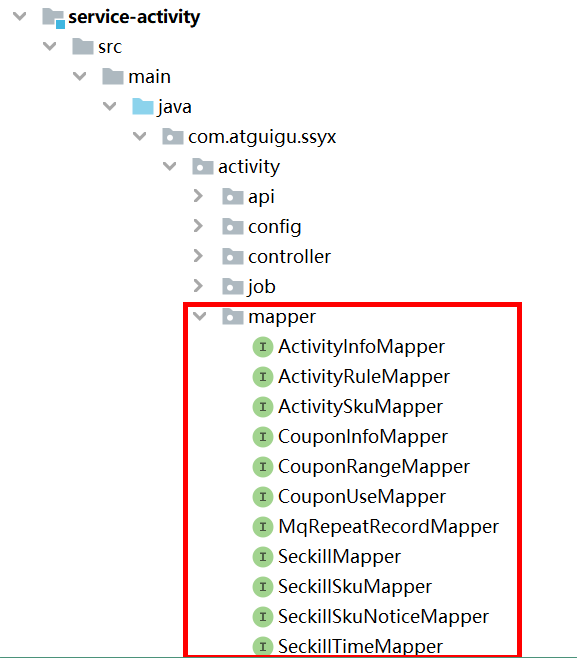 service-activity
src
main
java
com.atguigu.ssyx
activity
api
config
controller
job
mapper
I ActivityInfoMapper
I ActivityRuleMapper
I ActivitySkuMapper
I CouponInfoMapper
I CouponRangeMapper
I CouponUseMapper
I MqRepeatRecordMapper
I SeckillMapper
I SeckillSkuMapper
I SeckillSkuNoticeMapper
I SeckillTimeMapper